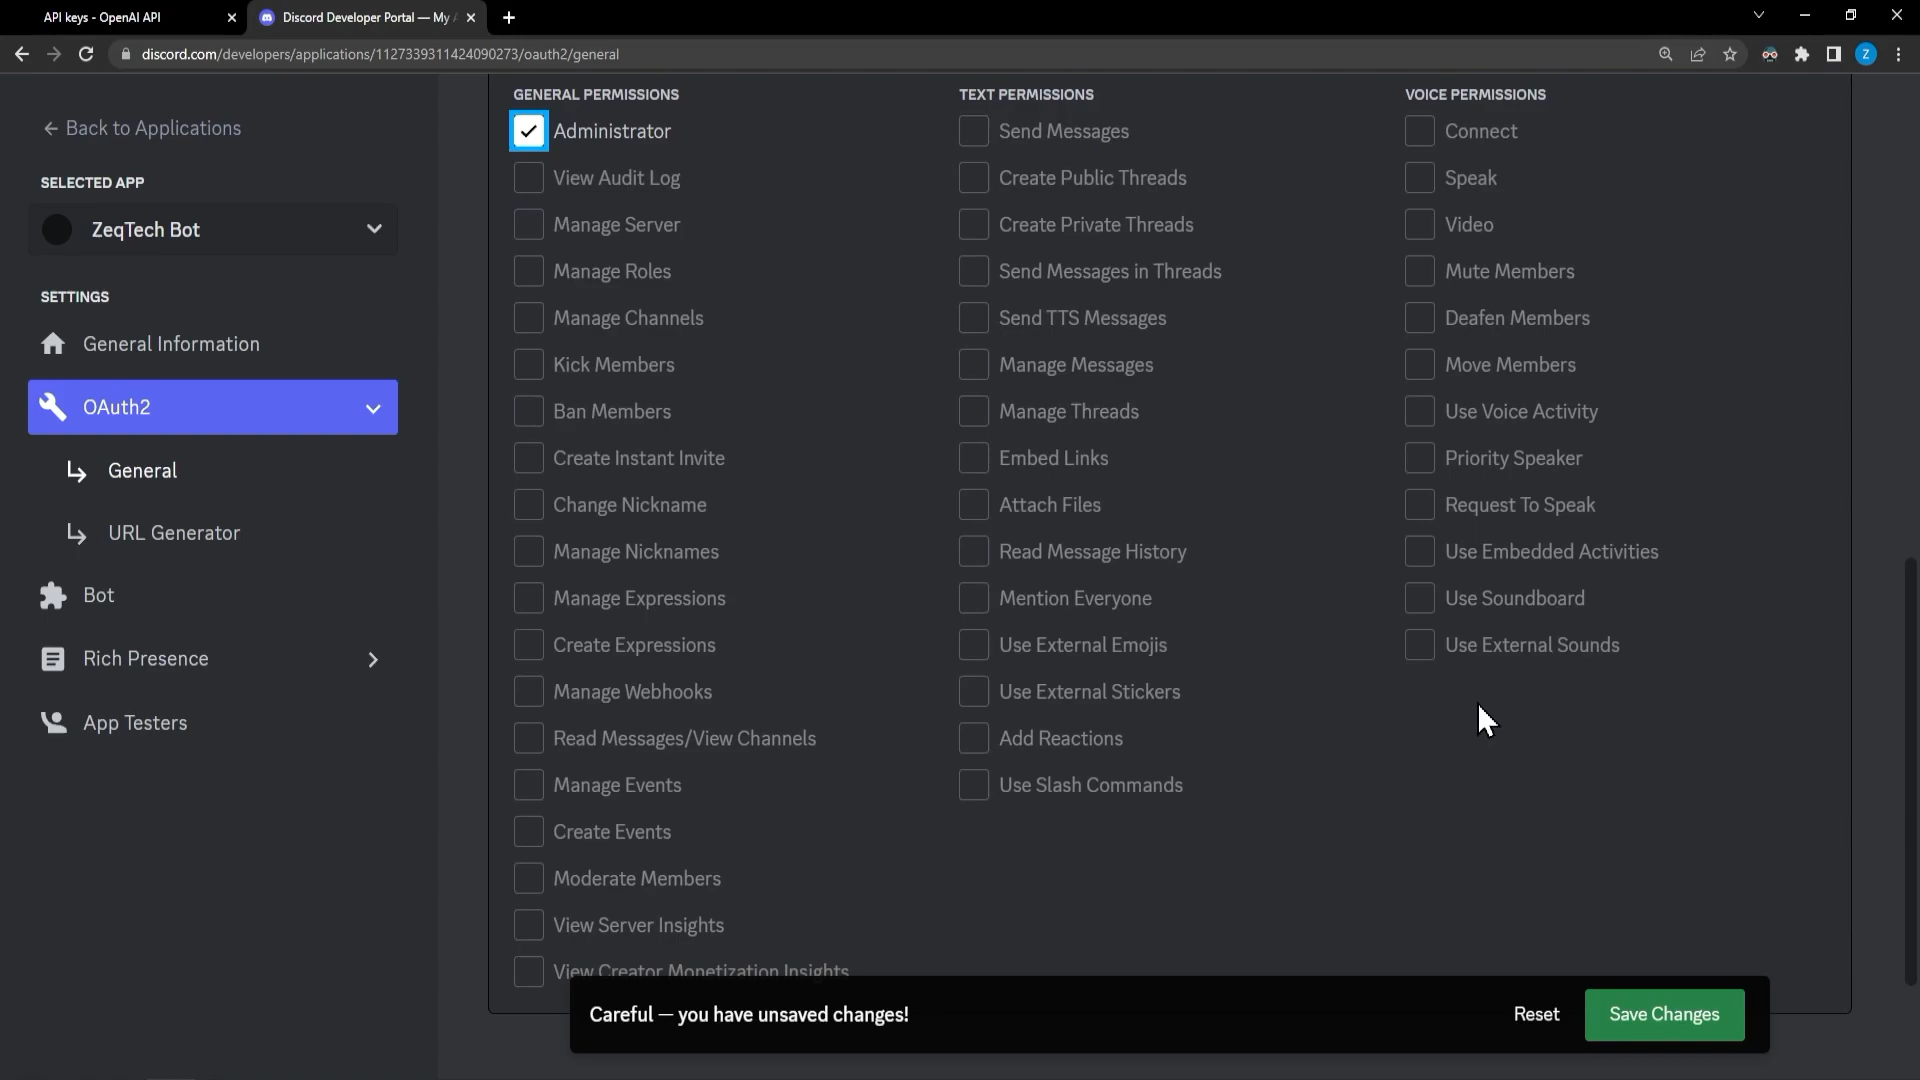 API keys - OpenAI API
Discord Developer Portal — My A
discord.com/developers/applications/1127339311424090273/oauth2/general
Z
Back to Applications
SELECTED APP
ZeqTech Bot
SETTINGS
General Information
OAuth2
General
URL Generator
Bot
Rich Presence
App Testers
GENERAL PERMISSIONS
Administrator
View Audit Log
Manage Server
Manage Roles
Manage Channels
Kick Members
Ban Members
Create Instant Invite
Change Nickname
Manage Nicknames
Manage Expressions
Create Expressions
Manage Webhooks
Read Messages/View Channels
Manage Events
Create Events
Moderate Members
View Server Insights
View Creator Monetization Insights
TEXT PERMISSIONS
Send Messages
Create Public Threads
Create Private Threads
Send Messages in Threads
Send TTS Messages
Manage Messages
Manage Threads
Embed Links
Attach Files
Read Message History
Mention Everyone
Use External Emojis
Use External Stickers
Add Reactions
Use Slash Commands
VOICE PERMISSIONS
Connect
Speak
Video
Mute Members
Deafen Members
Move Members
Use Voice Activity
Priority Speaker
Request To Speak
Use Embedded Activities
Use Soundboard
Use External Sounds
Careful — you have unsaved changes!
Reset
Save Changes